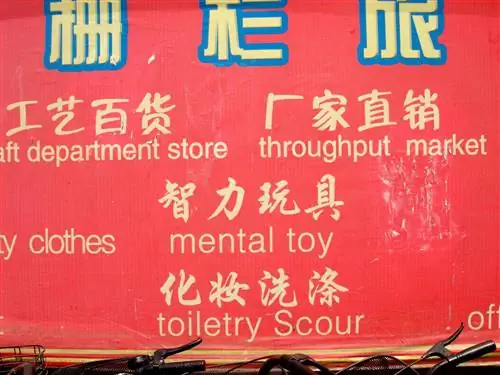 栅栏旅
工艺百货 厂家直销
aft department store throughput market
智力玩具
ty clothes mental toy
化妆洗涤
toiletry Scour off